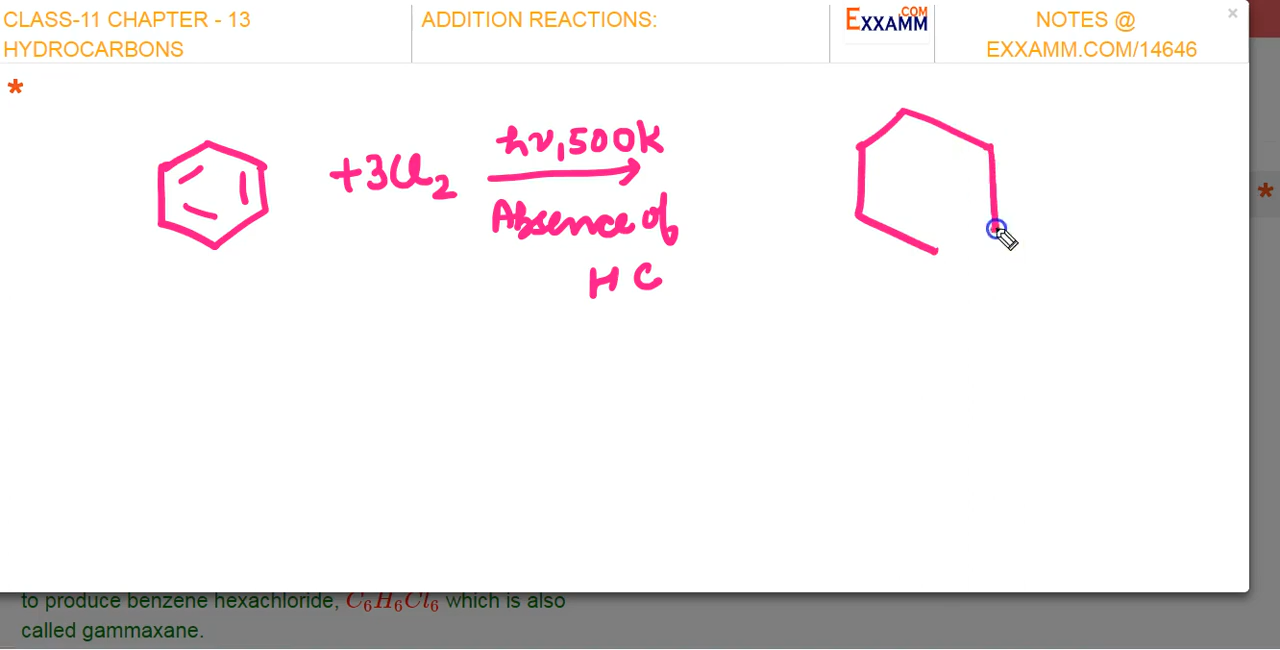 CLASS-11 CHAPTER - 13
HYDROCARBONS
ADDITION REACTIONS:
EXXAMM.COM
NOTES @
EXXAMM.COM/14646
×
*
+3Cl₂
hν, 500K
Absence of
H C
*
to produce benzene hexachloride, C₆H₆Cl₆ which is also
called gammaxane.